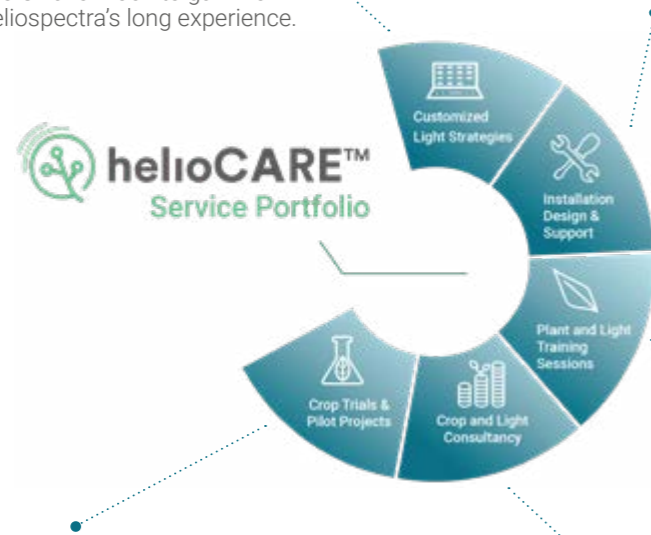 eliospectra's long experience.
helioCARE™
Service Portfolio
Customized
Light Strategies
Installation
Design &
Support
Plant and Light
Training
Sessions
Crop and Light
Consultancy
Crop Trials &
Pilot Projects